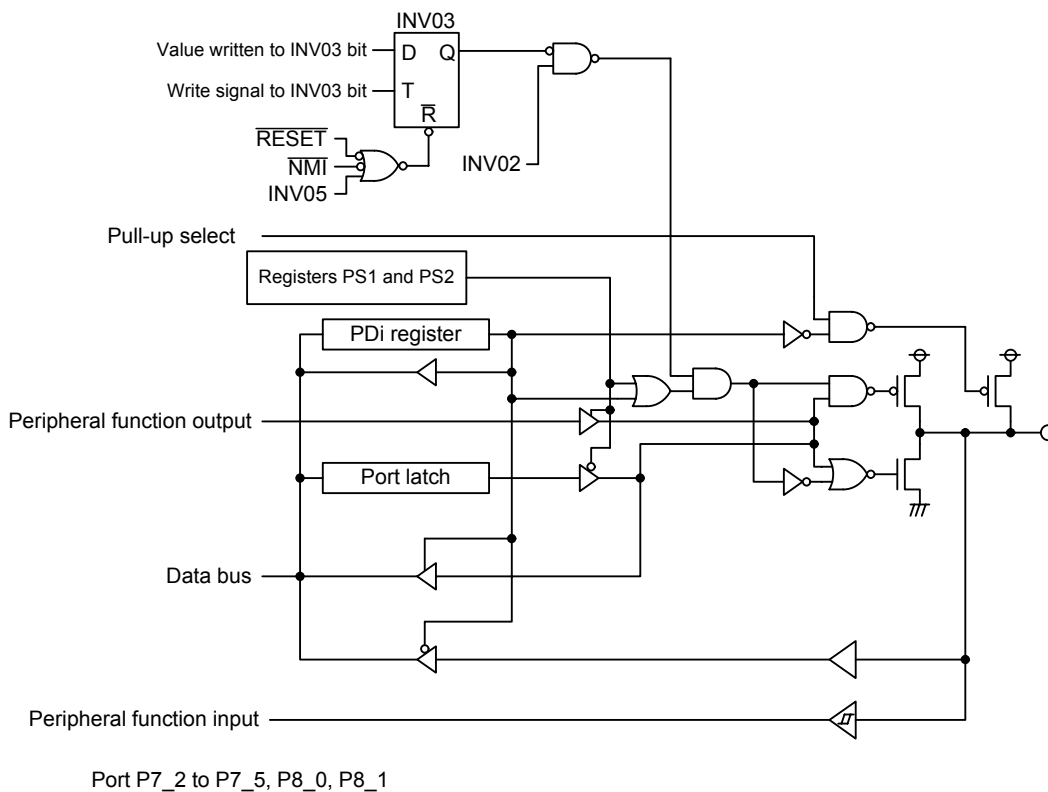 INV03
Value written to INV03 bit
D Q
Write signal to INV03 bit
T
R̅
R̅E̅S̅E̅T̅
N̅M̅I̅
INV05
INV02
Pull-up select
Registers PS1 and PS2
PDi register
Peripheral function output
Port latch
Data bus
Peripheral function input
Port P7_2 to P7_5, P8_0, P8_1